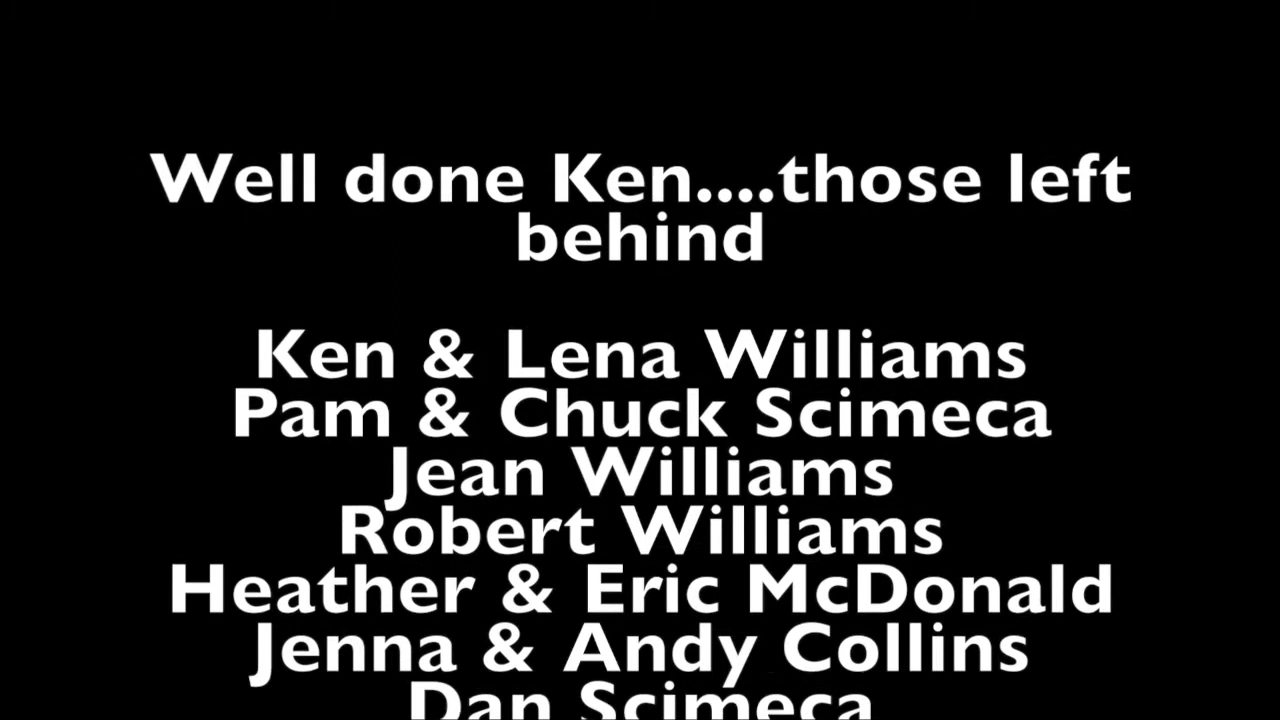 Well done Ken....those left
behind
Ken & Lena Williams
Pam & Chuck Scimeca
Jean Williams
Robert Williams
Heather & Eric McDonald
Jenna & Andy Collins
Dan Scimeca